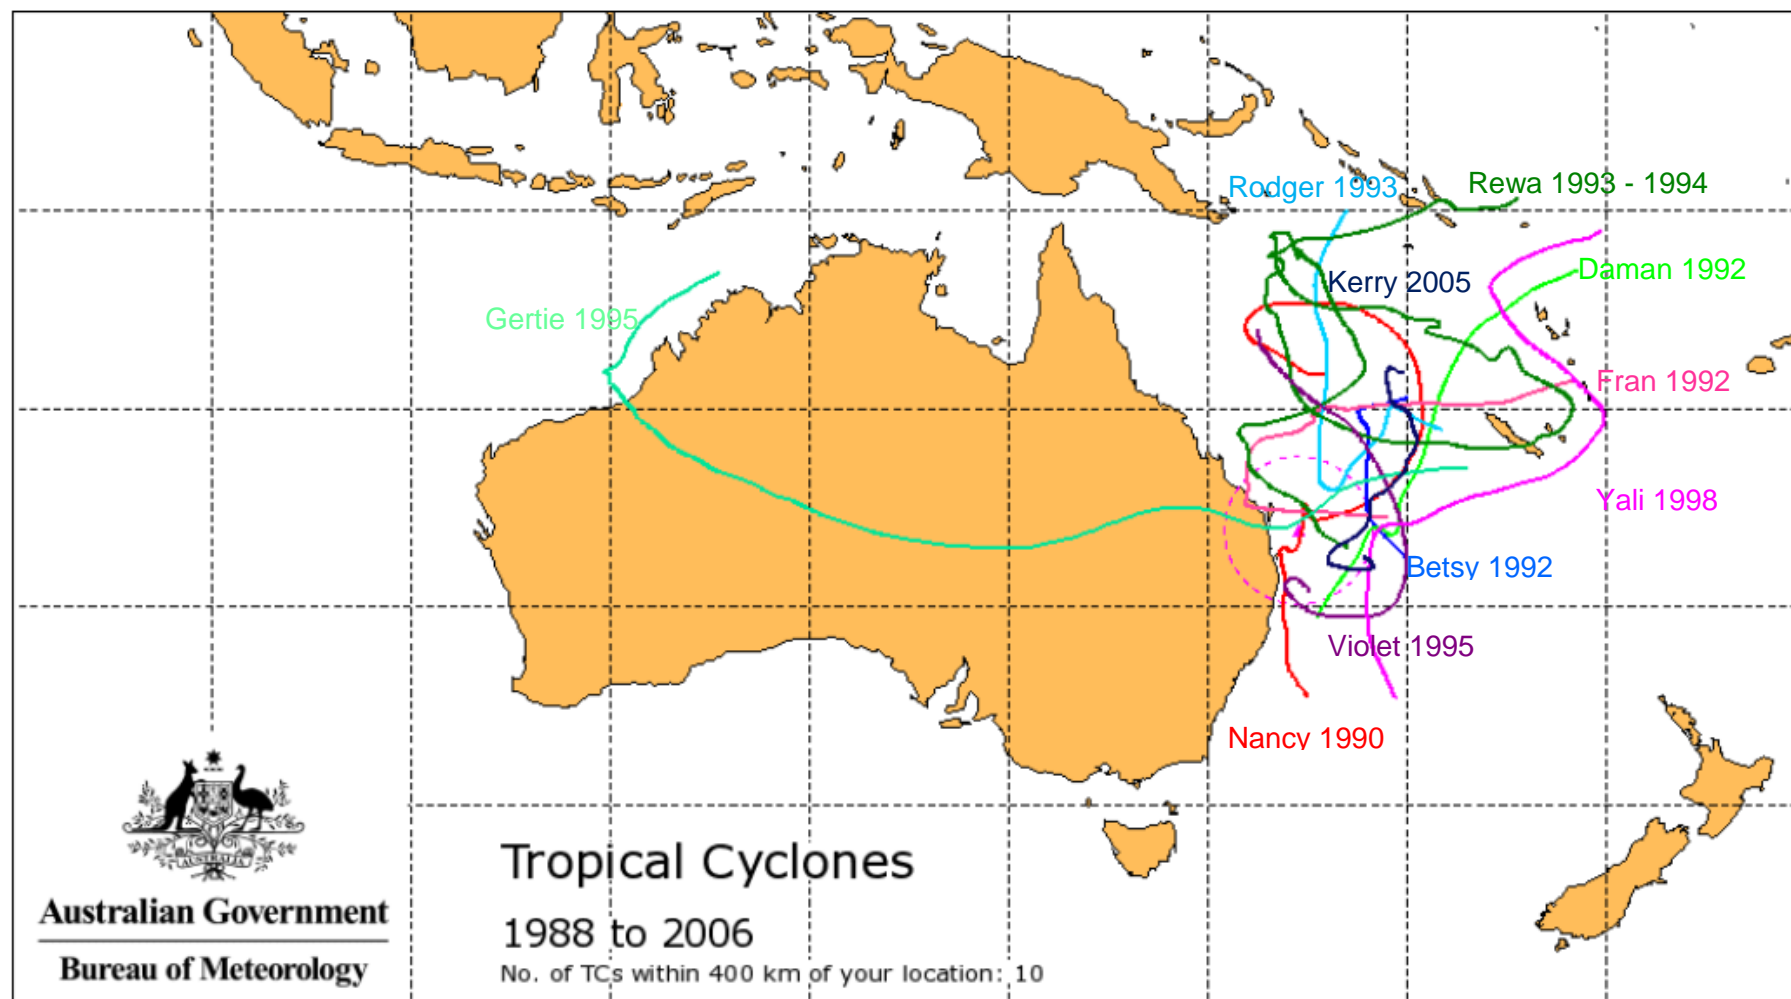 Rodger 1993
Rewa 1993 - 1994
Daman 1992
Kerry 2005
Gertie 1995
Fran 1992
Yali 1998
Betsy 1992
Violet 1995
Nancy 1990
AUSTRALIA
Australian Government
Bureau of Meteorology
Tropical Cyclones
1988 to 2006
No. of TCs within 400 km of your location: 10